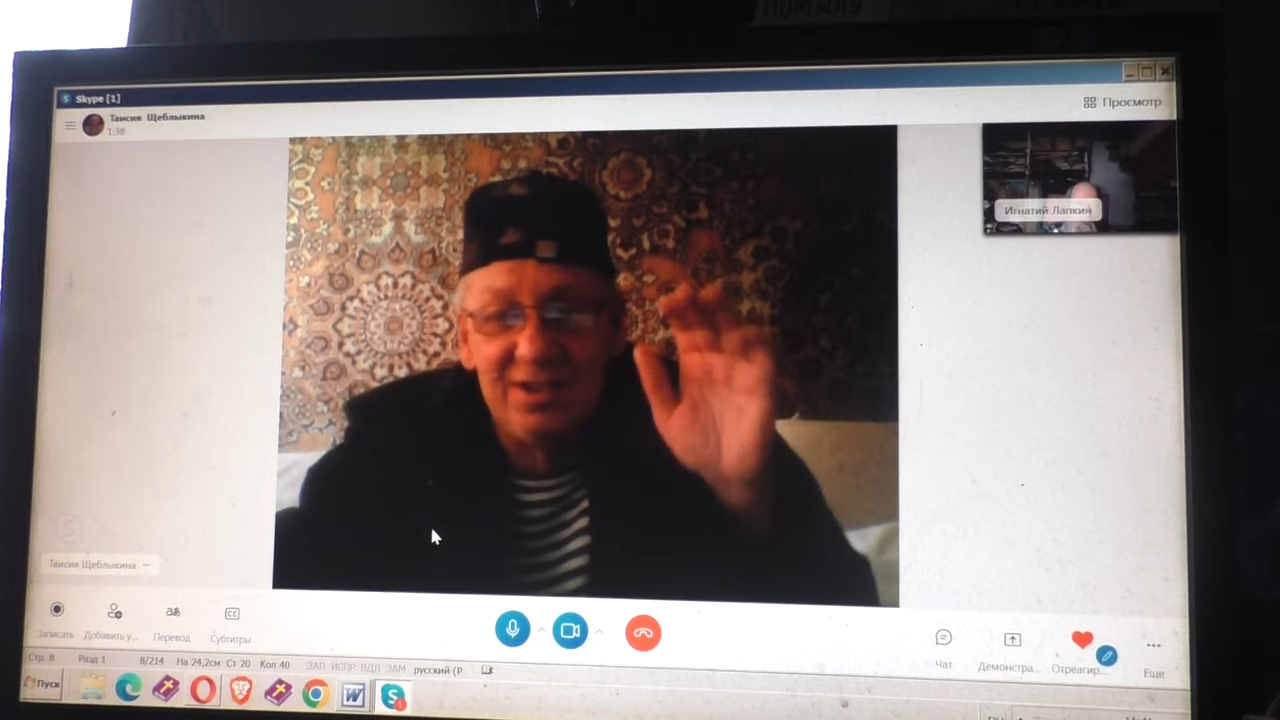 Skype [1]
Таисия Щеблыкина
1:38
Просмотр
Игнатий Лапкин
Таисия Щеблыкина
Записать
Добавить у...
Перевод
Субтитры
Чат
Демонстра...
Отреагир...
Еще
Стр. 8 Разд 1 8/214 На 24,2см Ст 20 Кол 40 ЗАП ИСПР ВДЛ ЗАМ русский (Р
Пуск